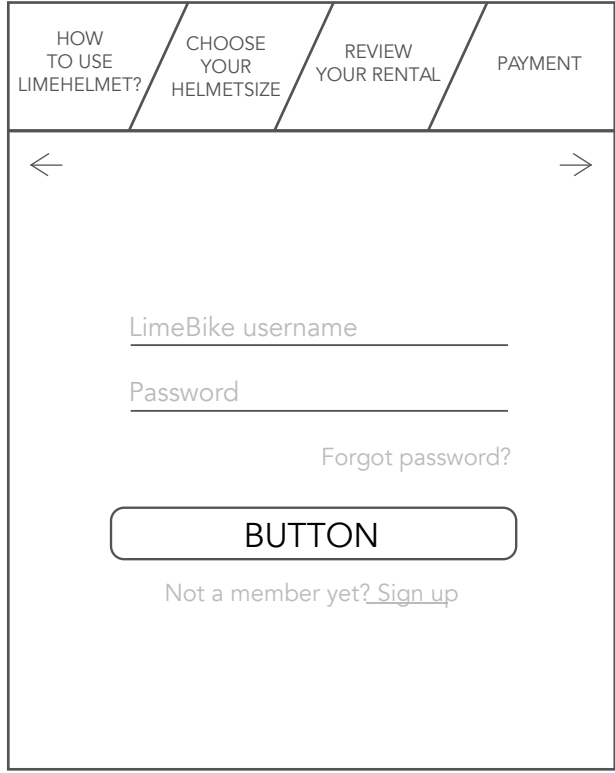 HOW
TO USE
LIMEHELMET?
CHOOSE
YOUR
HELMETSIZE
REVIEW
YOUR RENTAL
PAYMENT
LimeBike username
Password
Forgot password?
BUTTON
Not a member yet? Sign up